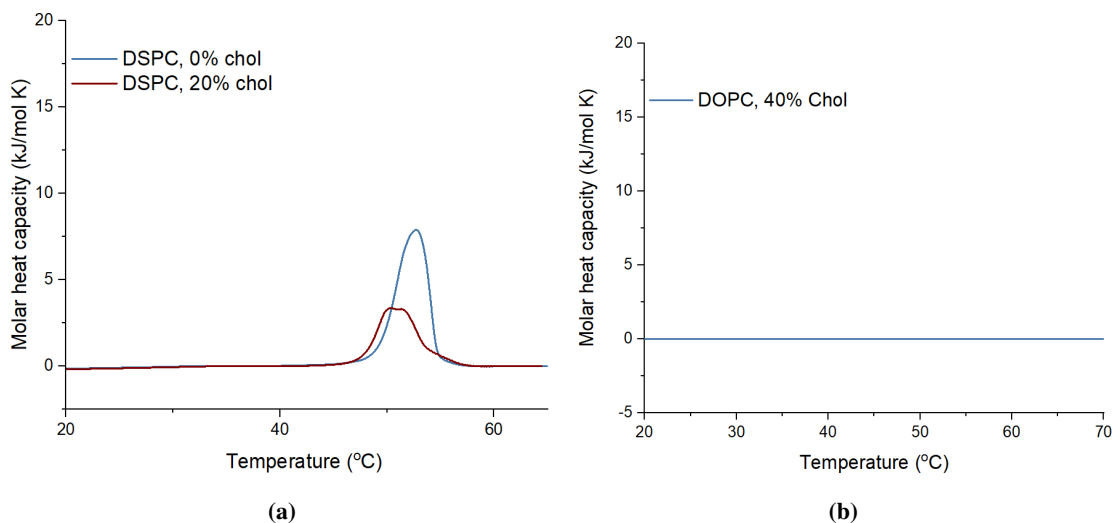 20
15
10
5
0
Molar heat capacity (kJ/mol K)
DSPC, 0% chol
DSPC, 20% chol
20
40
60
Temperature (°C)
(a)
20
15
10
5
0
-5
Molar heat capacity (kJ/mol K)
DOPC, 40% Chol
20
30
40
50
60
70
Temperature (°C)
(b)